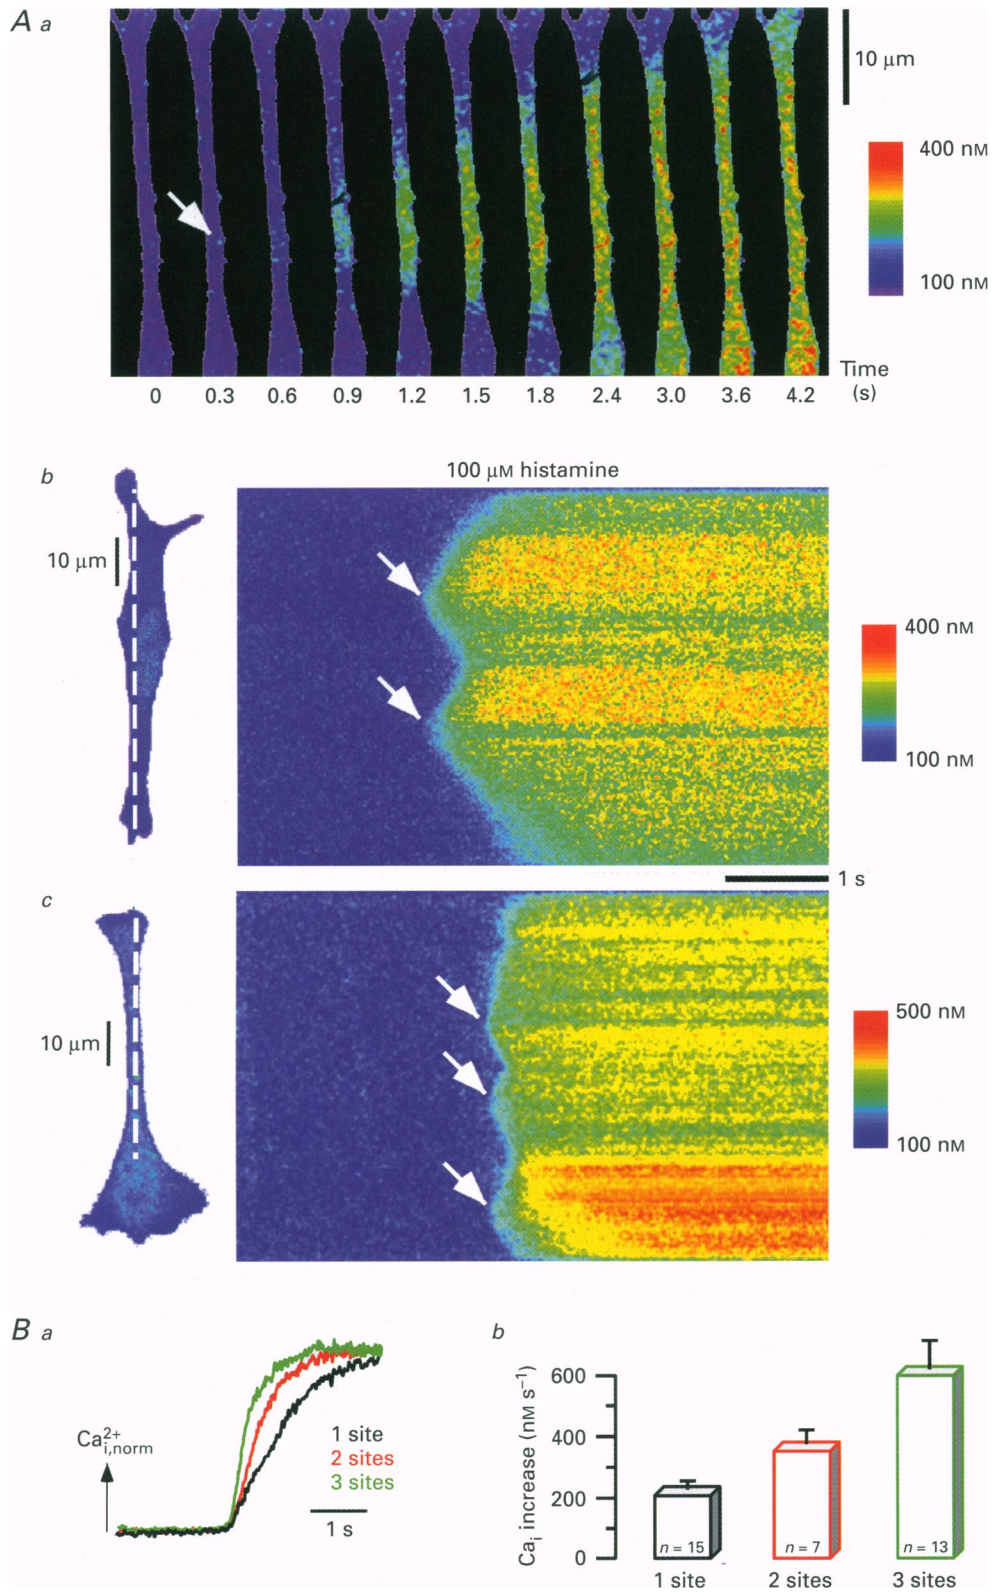 A a
10 µm
400 nM
100 nM
Time
(s)
0 0.3 0.6 0.9 1.2 1.5 1.8 2.4 3.0 3.6 4.2
b
100 µM histamine
10 µm
400 nM
100 nM
1 s
c
10 µm
500 nM
100 nM
B a
Ca2+i,norm
1 site
2 sites
3 sites
1 s
b
Cai increase (nM s−1)
600
400
200
0
n = 15
n = 7
n = 13
1 site
2 sites
3 sites